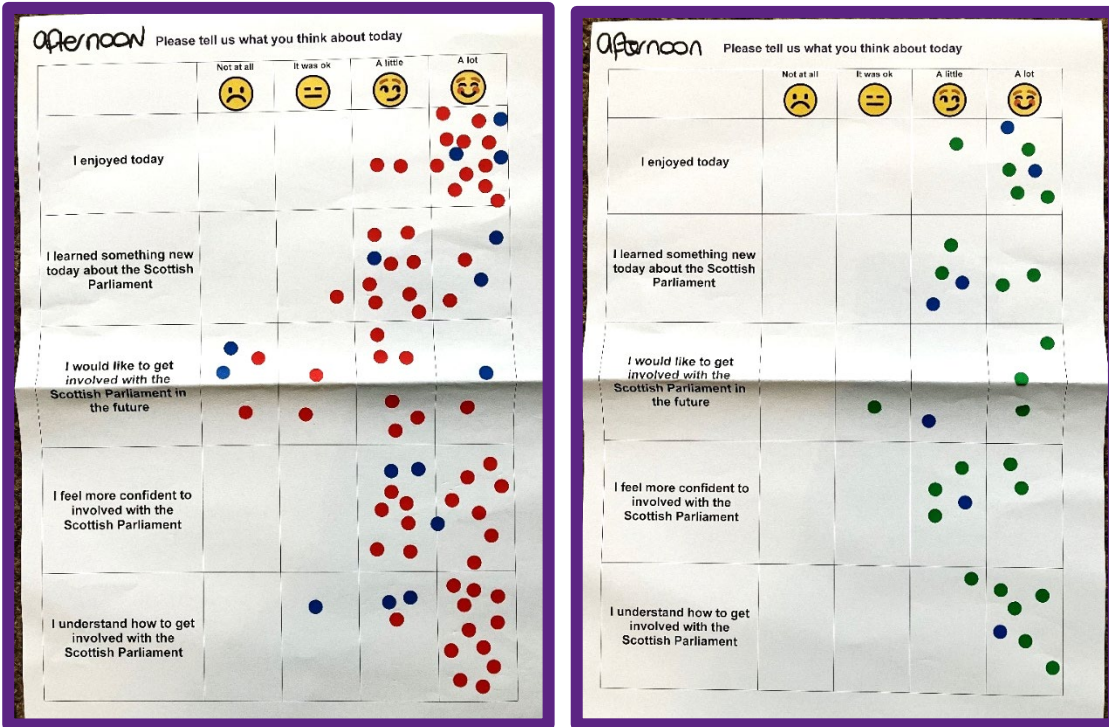 afternoon Please tell us what you think about today
Not at all It was ok A little A lot
I enjoyed today
I learned something new
today about the Scottish
Parliament
I would like to get
involved with the
Scottish Parliament in
the future
I feel more confident to
involved with the
Scottish Parliament
I understand how to get
involved with the
Scottish Parliament
afternoon Please tell us what you think about today
Not at all It was ok A little A lot
I enjoyed today
I learned something new
today about the Scottish
Parliament
I would like to get
involved with the
Scottish Parliament in
the future
I feel more confident to
involved with the
Scottish Parliament
I understand how to get
involved with the
Scottish Parliament